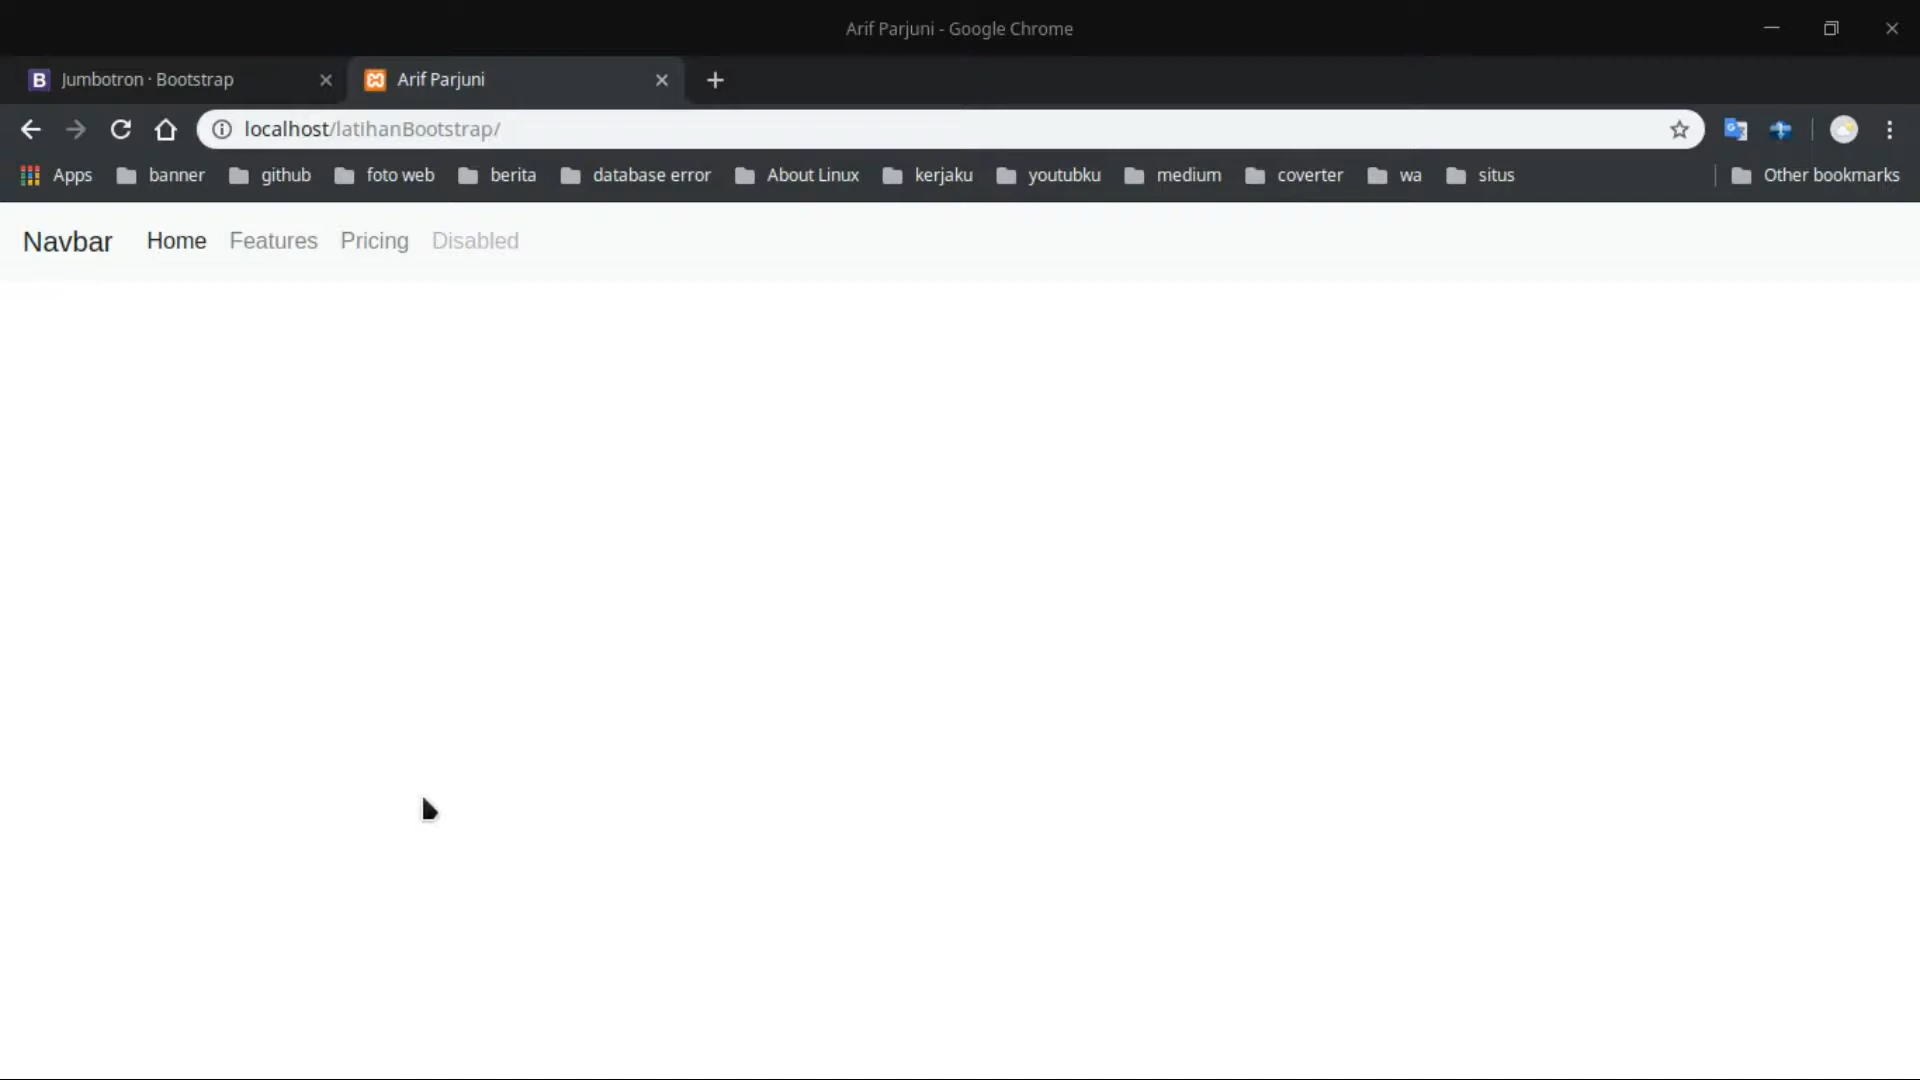 Arif Parjuni - Google Chrome
Jumbotron · Bootstrap
Arif Parjuni
localhost/latihanBootstrap/
Apps banner github foto web berita database error About Linux kerjaku youtubku medium coverter wa situs Other bookmarks
Navbar Home Features Pricing Disabled